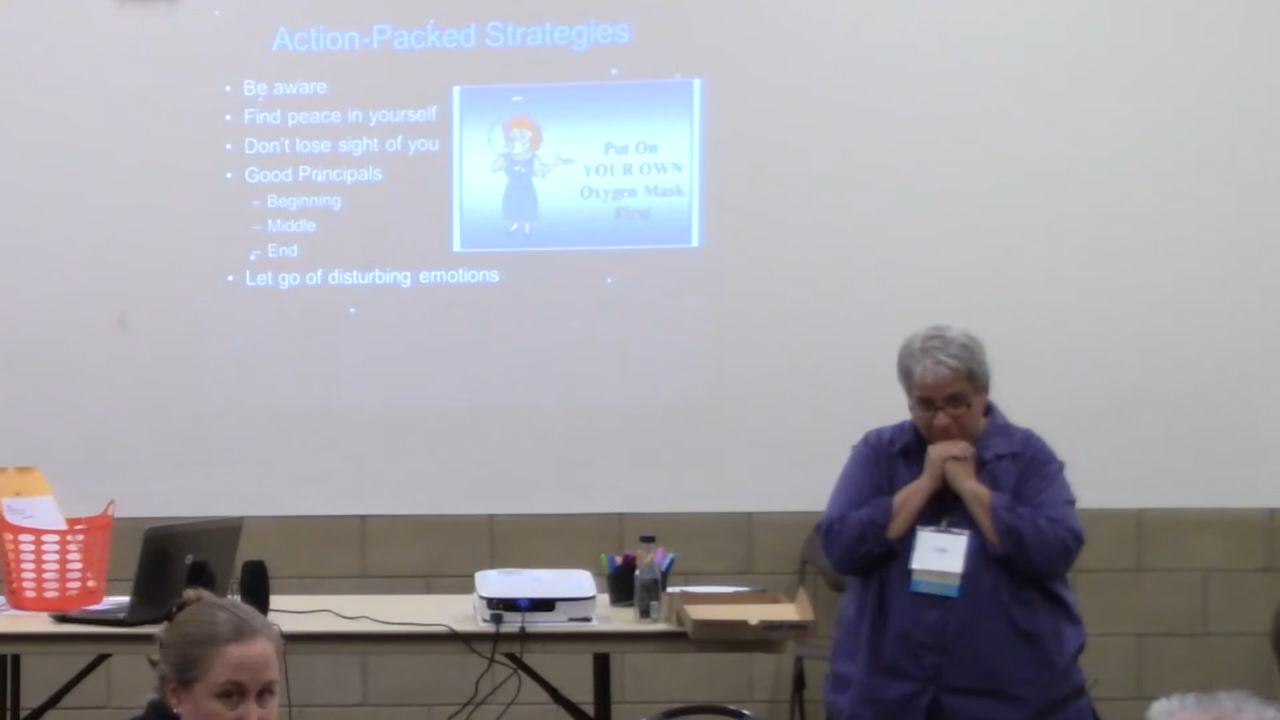 Action-Packed Strategies
• Be aware
• Find peace in yourself
• Don't lose sight of you
• Good Principals
– Beginning
– Middle
– End
• Let go of disturbing emotions
Put On
YOUR OWN
Oxygen Mask
First